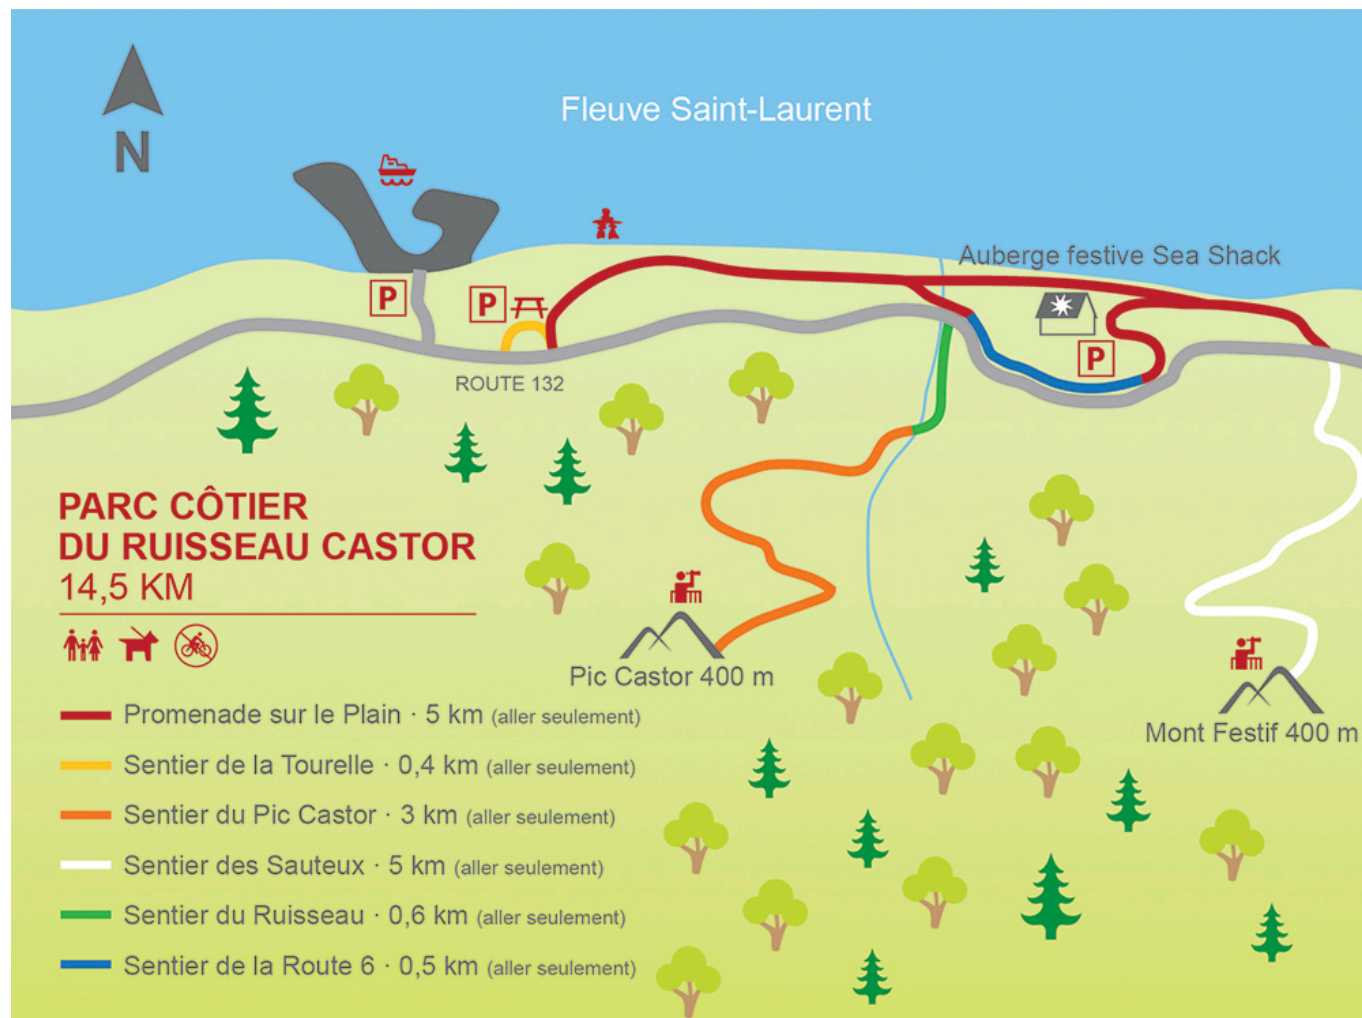 Fleuve Saint-Laurent
N
Auberge festive Sea Shack
P
P
P
ROUTE 132
PARC CÔTIER
DU RUISSEAU CASTOR
14,5 KM
Pic Castor 400 m
Mont Festif 400 m
Promenade sur le Plain · 5 km (aller seulement)
Sentier de la Tourelle · 0,4 km (aller seulement)
Sentier du Pic Castor · 3 km (aller seulement)
Sentier des Sauteux · 5 km (aller seulement)
Sentier du Ruisseau · 0,6 km (aller seulement)
Sentier de la Route 6 · 0,5 km (aller seulement)